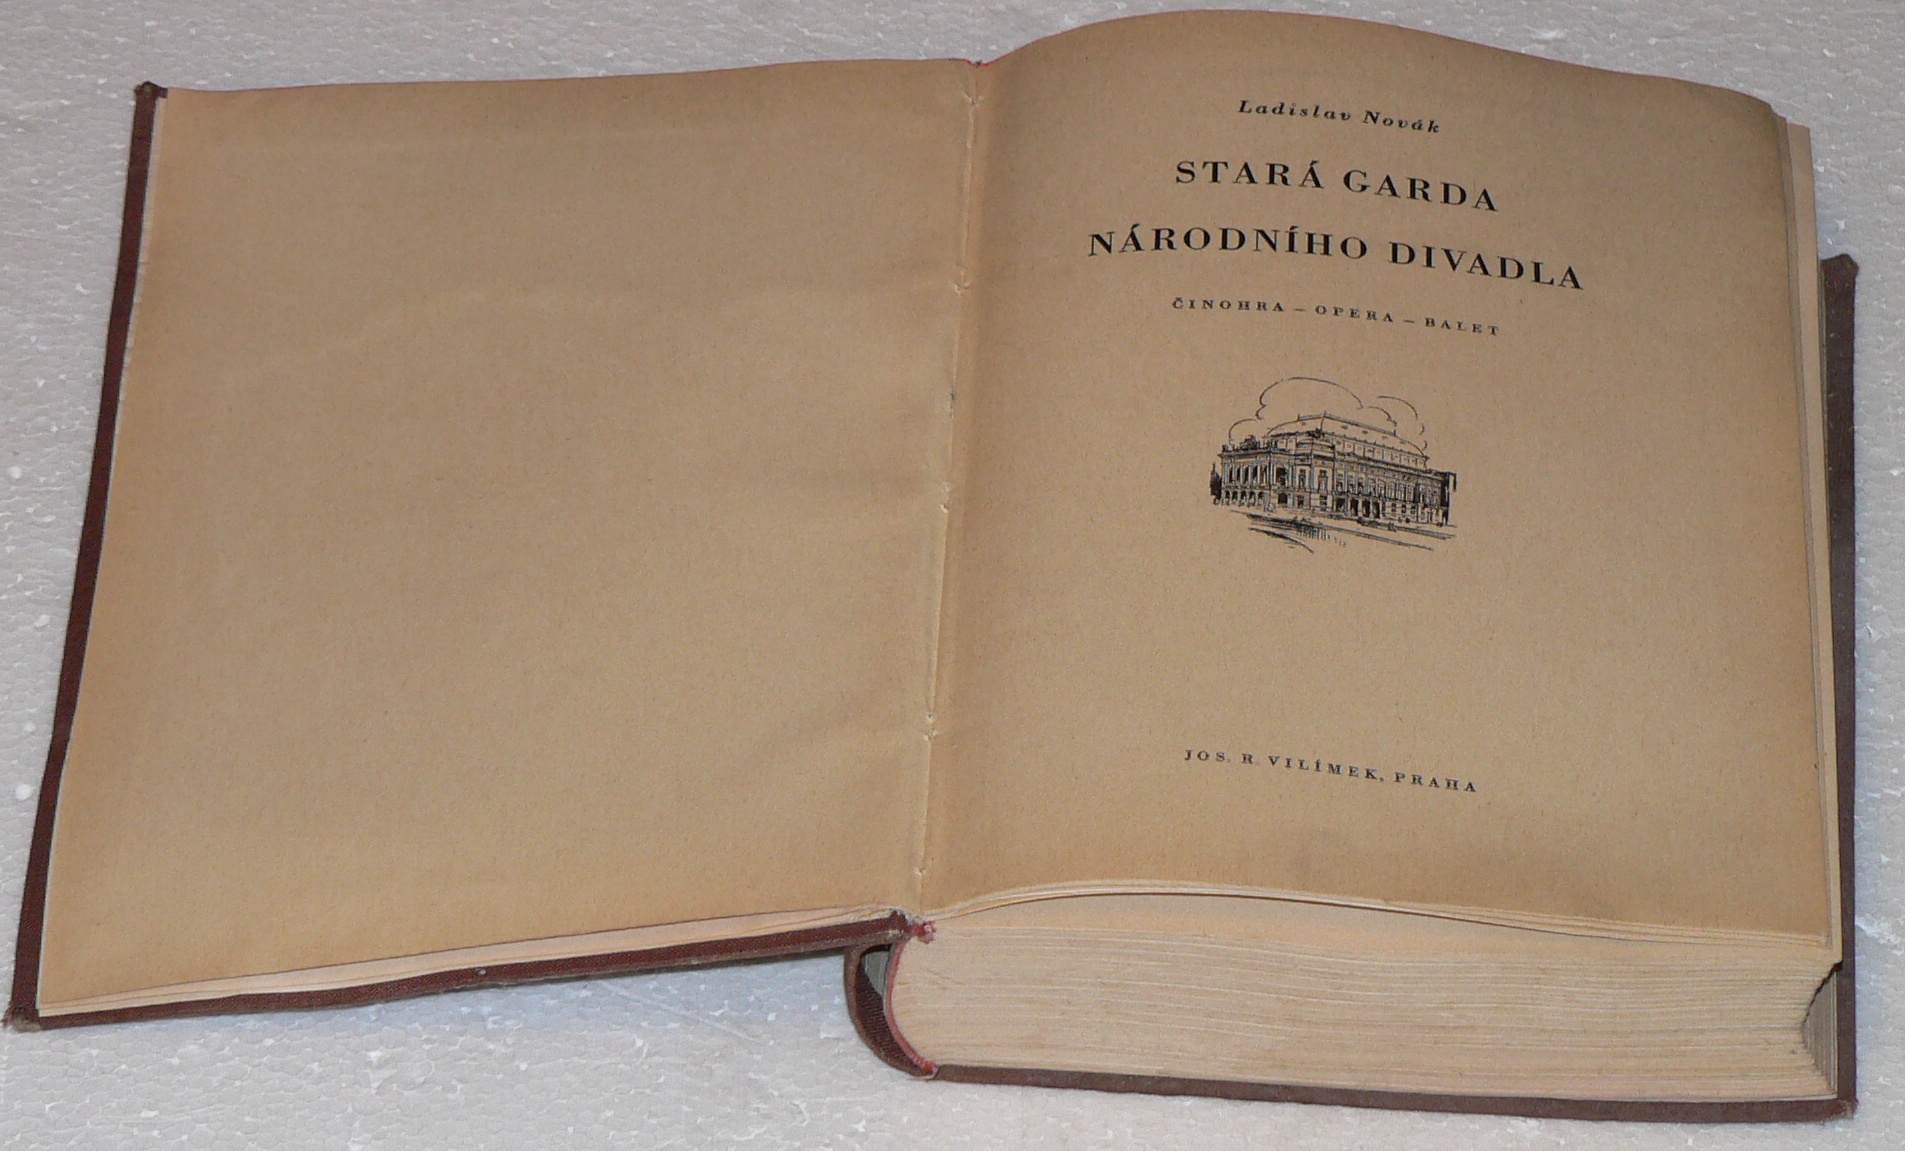 Ladislav Novák
STARÁ GARDA
NÁRODNÍHO DIVADLA
ČINOHRA – OPERA – BALET
JOS. R. VILÍMEK, PRAHA